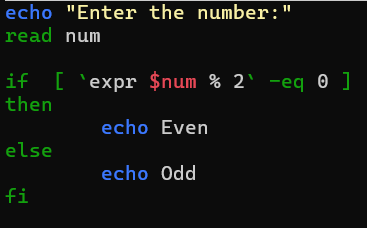 echo "Enter the number:"
read num
if  [ `expr $num % 2` -eq 0 ]
then
        echo Even
else
        echo Odd
fi